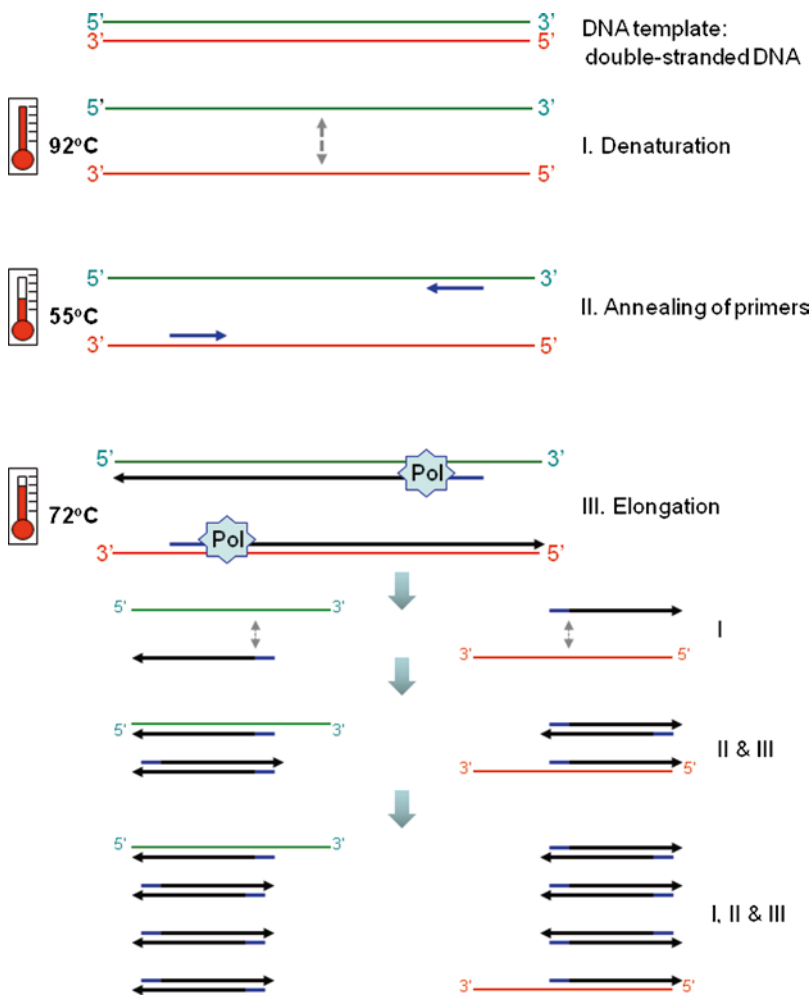 5’ 3’ DNA template:
3’ 5’ double-stranded DNA
5’ 3’
92°C I. Denaturation
3’ 5’
5’ 3’
55°C II. Annealing of primers
3’ 5’
5’ Pol 3’
72°C III. Elongation
3’ Pol 5’
5' 3' I
3' 5'
5' 3'
II & III
3' 5'
5' 3'
I, II & III
3' 5'